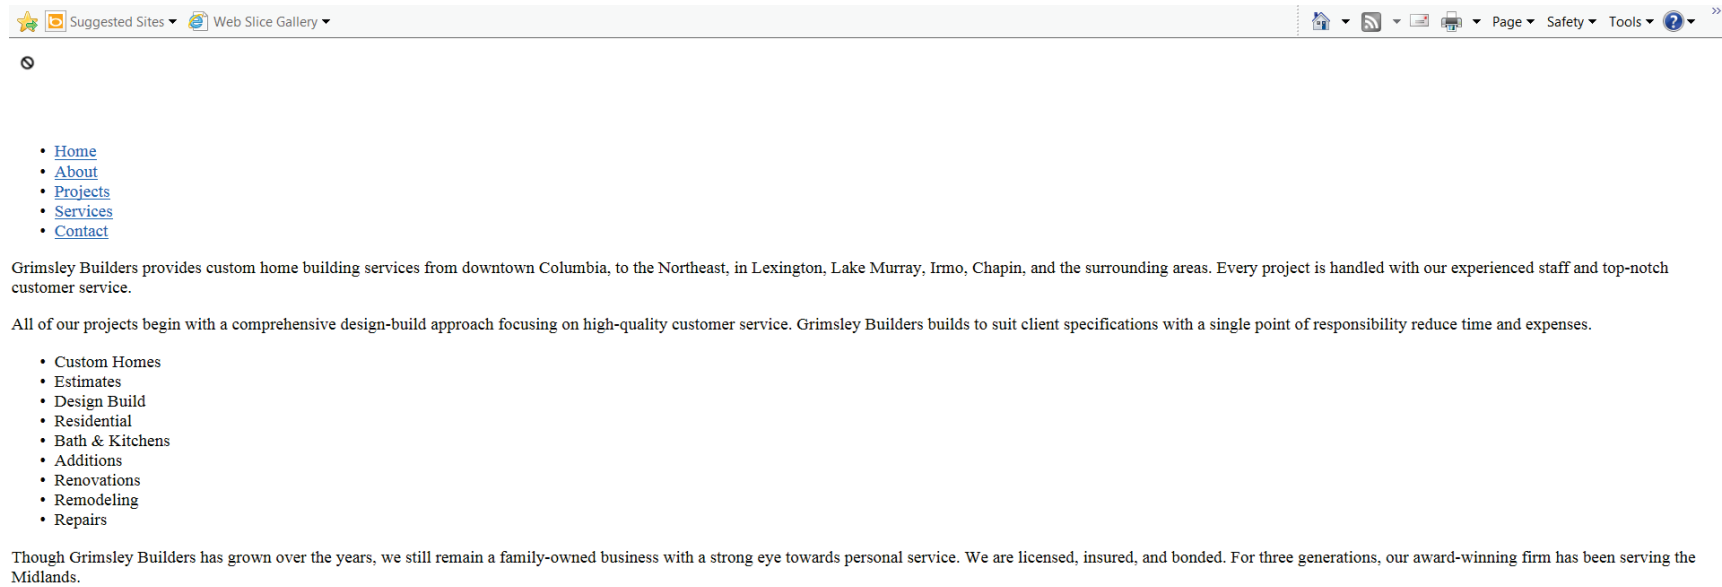 Suggested Sites Web Slice Gallery Page Safety Tools
Home
About
Projects
Services
Contact
Grimsley Builders provides custom home building services from downtown Columbia, to the Northeast, in Lexington, Lake Murray, Irmo, Chapin, and the surrounding areas. Every project is handled with our experienced staff and top-notch
customer service.
All of our projects begin with a comprehensive design-build approach focusing on high-quality customer service. Grimsley Builders builds to suit client specifications with a single point of responsibility reduce time and expenses.
Custom Homes
Estimates
Design Build
Residential
Bath & Kitchens
Additions
Renovations
Remodeling
Repairs
Though Grimsley Builders has grown over the years, we still remain a family-owned business with a strong eye towards personal service. We are licensed, insured, and bonded. For three generations, our award-winning firm has been serving the
Midlands.